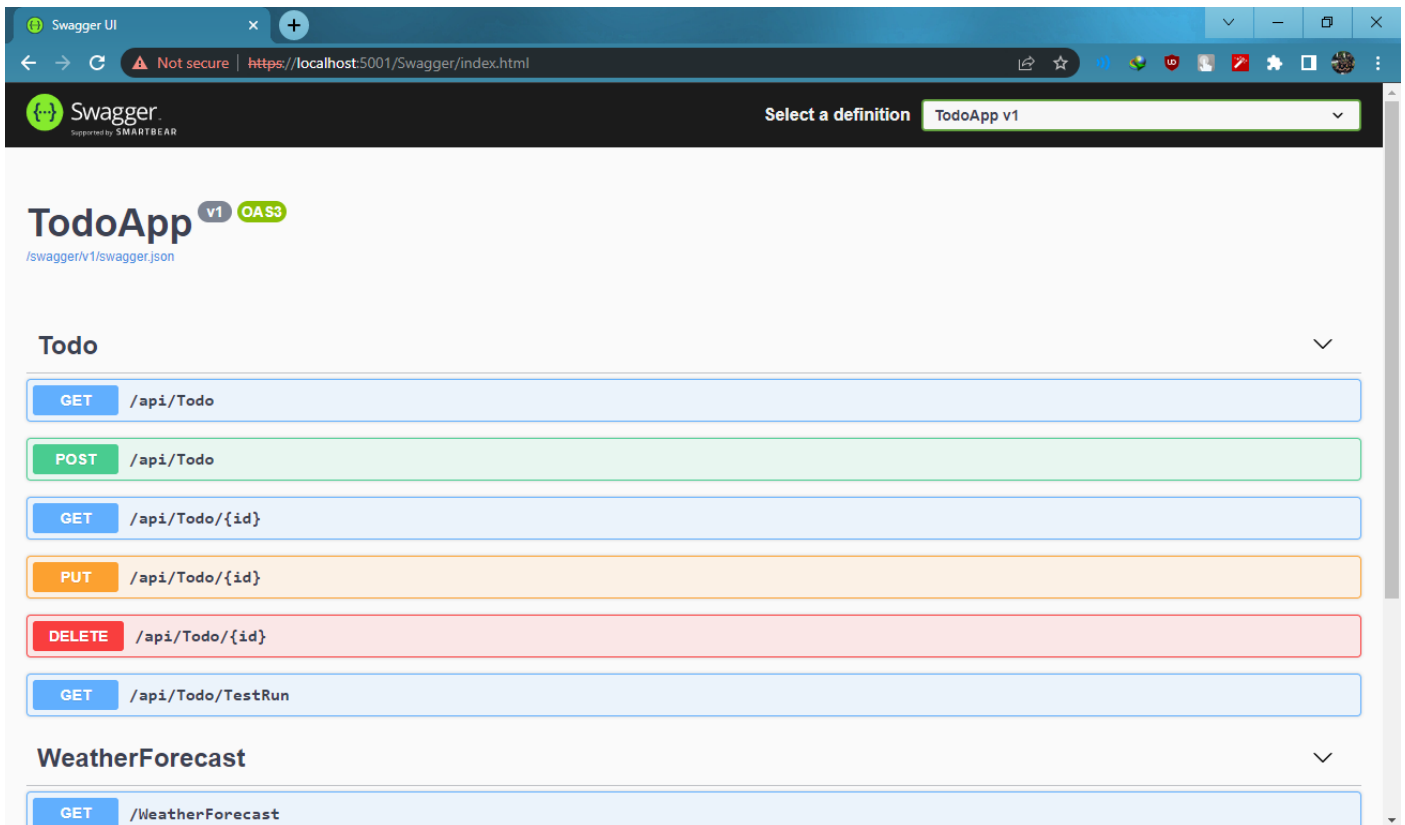 Swagger UI
Not secure | https://localhost:5001/Swagger/index.html
Swagger.
Supported by SMARTBEAR
Select a definition
TodoApp v1
TodoApp v1 OAS3
/swagger/v1/swagger.json
Todo
GET /api/Todo
POST /api/Todo
GET /api/Todo/{id}
PUT /api/Todo/{id}
DELETE /api/Todo/{id}
GET /api/Todo/TestRun
WeatherForecast
GET /WeatherForecast